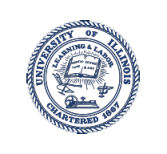 UNIVERSITY OF ILLINOIS
LEARNING & LABOR
CHARTERED 1867